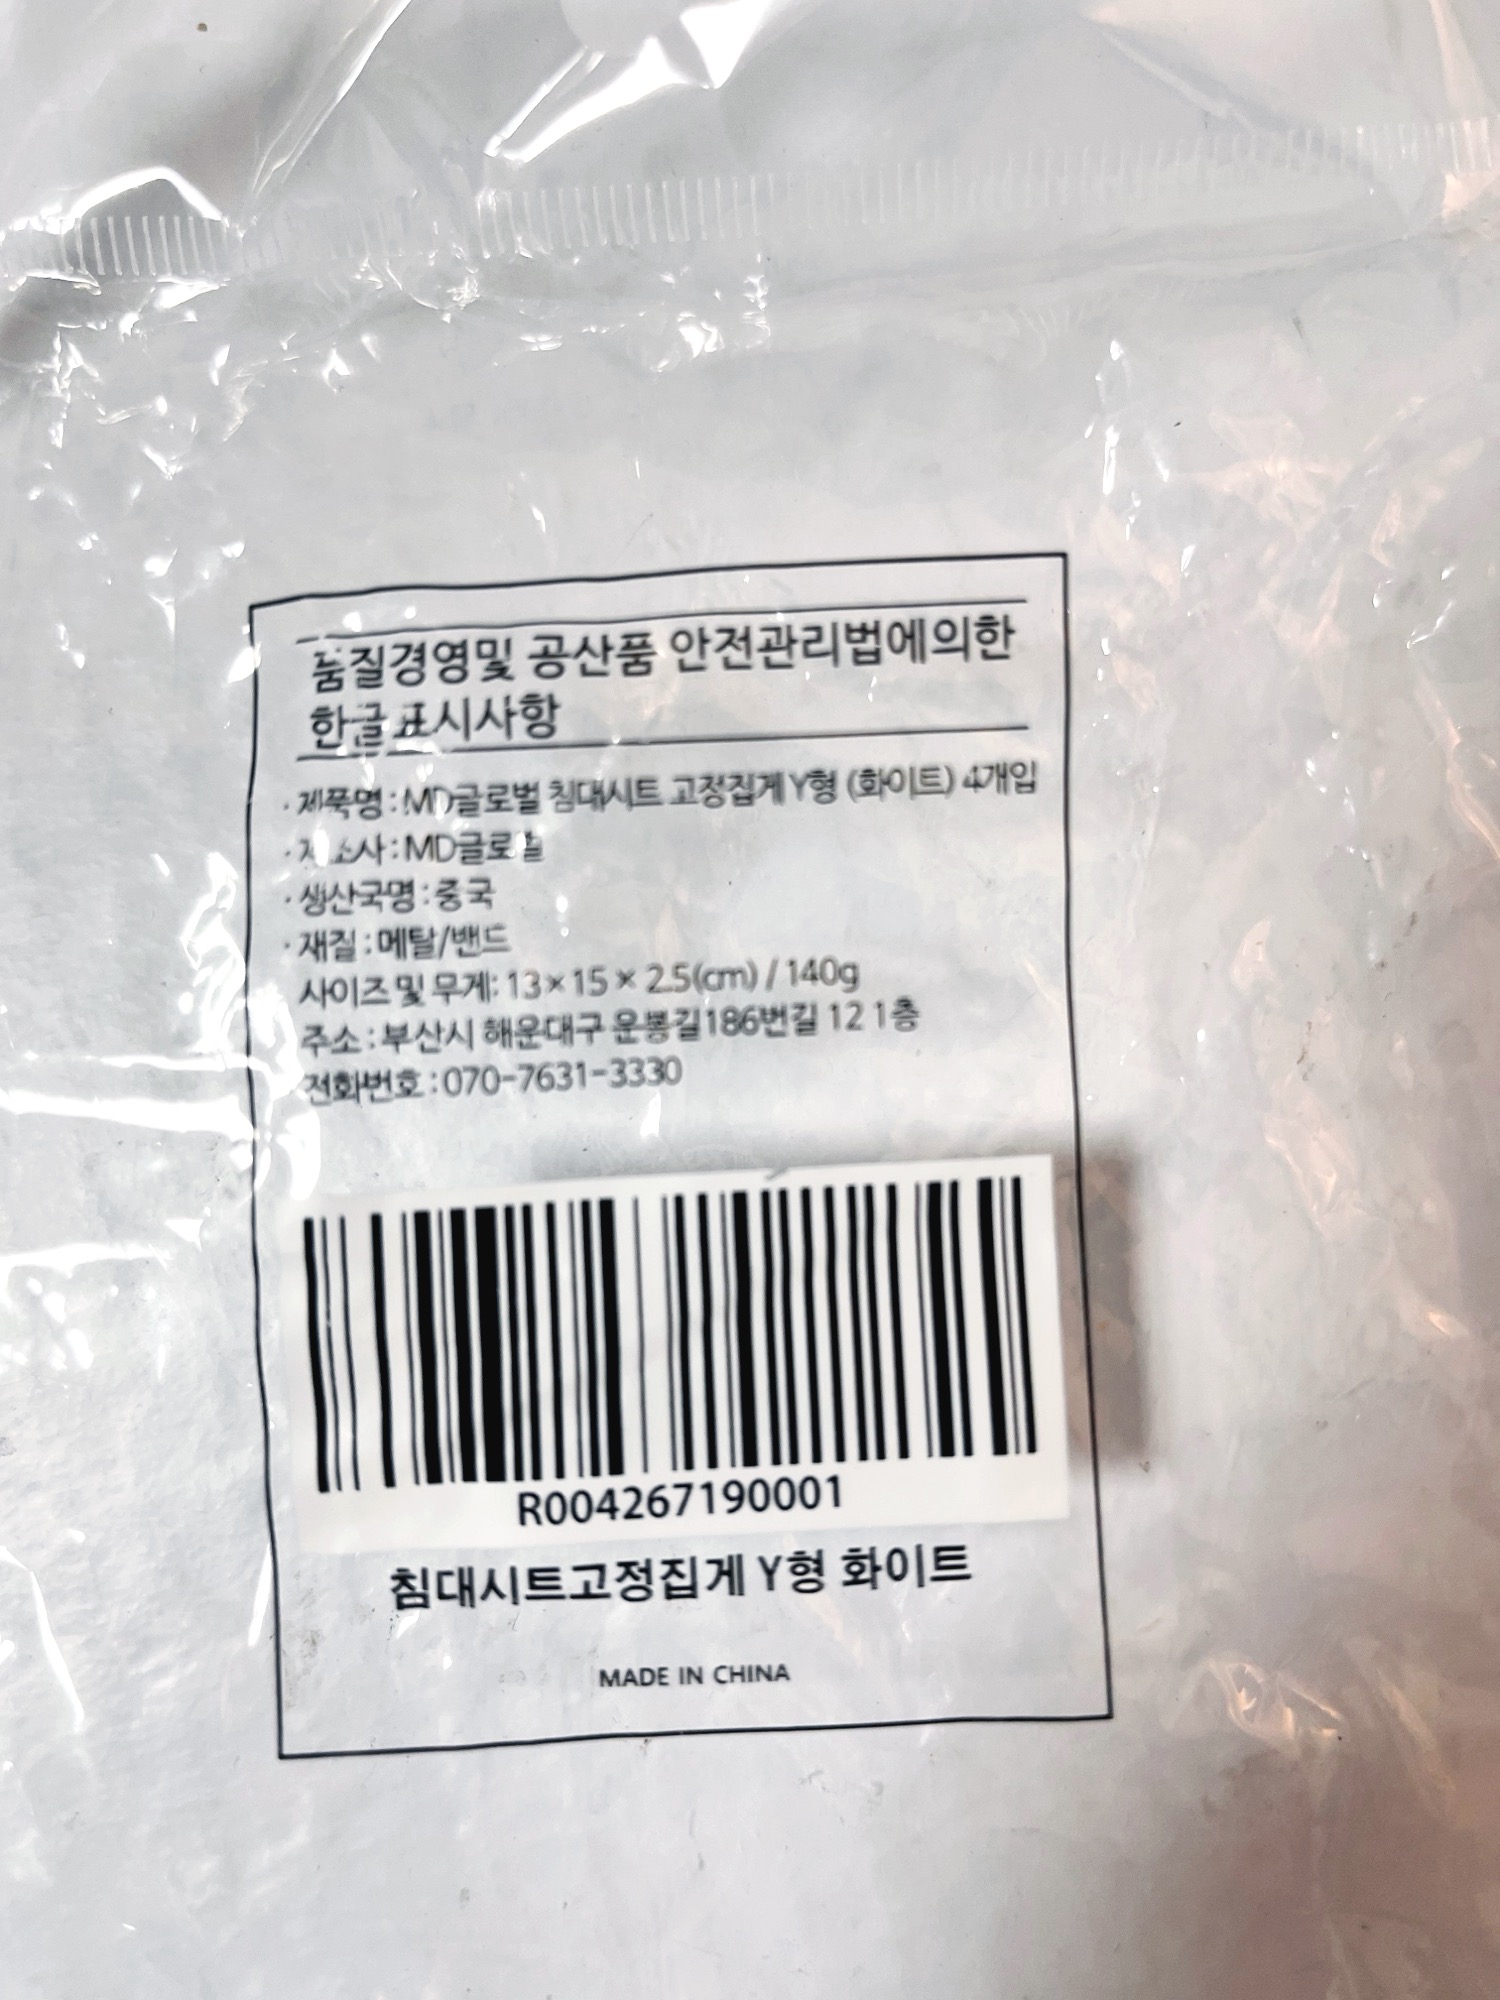 품질경영및 공산품 안전관리법에의한
한글표시사항
· 제품명 : MD글로벌 침대시트 고정집게 Y형 (화이트) 4개입
· 제조사 : MD글로벌
· 생산국명 : 중국
· 재질 : 메탈/밴드
사이즈 및 무게: 13 × 15 × 2.5(cm) / 140g
주소 : 부산시 해운대구 운봉길186번길 12 1층
전화번호 : 070-7631-3330
R004267190001
침대시트고정집게 Y형 화이트
MADE IN CHINA